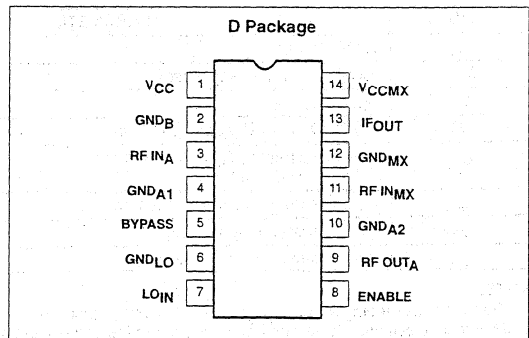 D Package
VCC 1 14 VCCMX
GNDB 2 13 IFOUT
RF INA 3 12 GNDMX
GNDA1 4 11 RF INMX
BYPASS 5 10 GNDA2
GNDLO 6 9 RF OUTA
LOIN 7 8 ENABLE